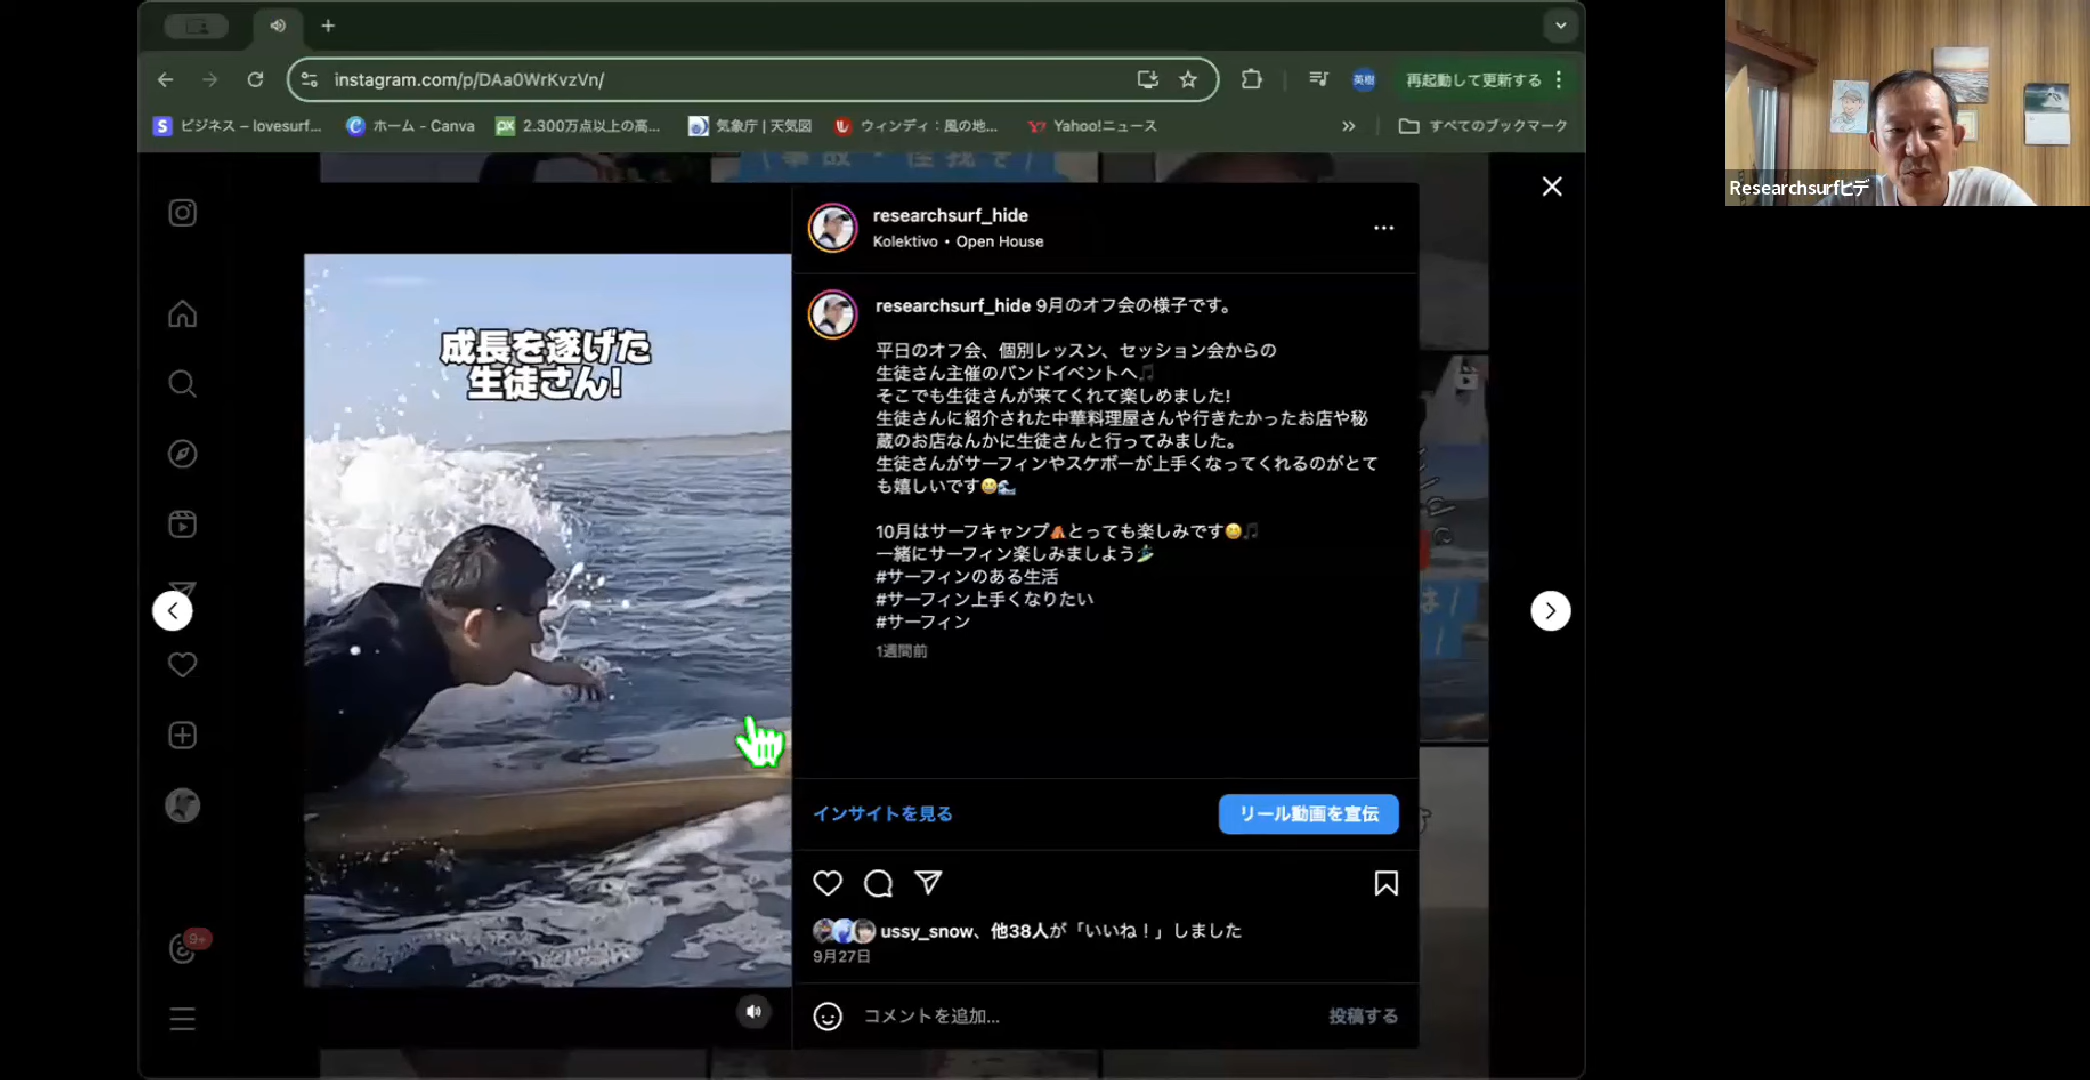 instagram.com/p/DAa0WrKvzVn/
英樹
再起動して更新する
ビジネス – lovesurf...
ホーム - Canva
2.300万点以上の高...
気象庁 | 天気図
ウィンディ：風の地...
Yahoo!ニュース
すべてのブックマーク
Researchsurfヒデ
researchsurf_hide
Kolektivo • Open House
成長を遂げた
生徒さん!
researchsurf_hide 9月のオフ会の様子です。
平日のオフ会、個別レッスン、セッション会からの
生徒さん主催のバンドイベントへ🎵
そこでも生徒さんが来てくれて楽しめました!
生徒さんに紹介された中華料理屋さんや行きたかったお店や秘
蔵のお店なんかに生徒さんと行ってみました。
生徒さんがサーフィンやスケボーが上手くなってくれるのがとて
も嬉しいです😀🌊
10月はサーフキャンプ⛺とっても楽しみです😊🎵
一緒にサーフィン楽しみましよう🏄
#サーフィンのある生活
#サーフィン上手くなりたい
#サーフィン
1週間前
インサイトを見る
リール動画を宣伝
ussy_snow、他38人が「いいね！」しました
9月27日
9+
コメントを追加...
投稿する